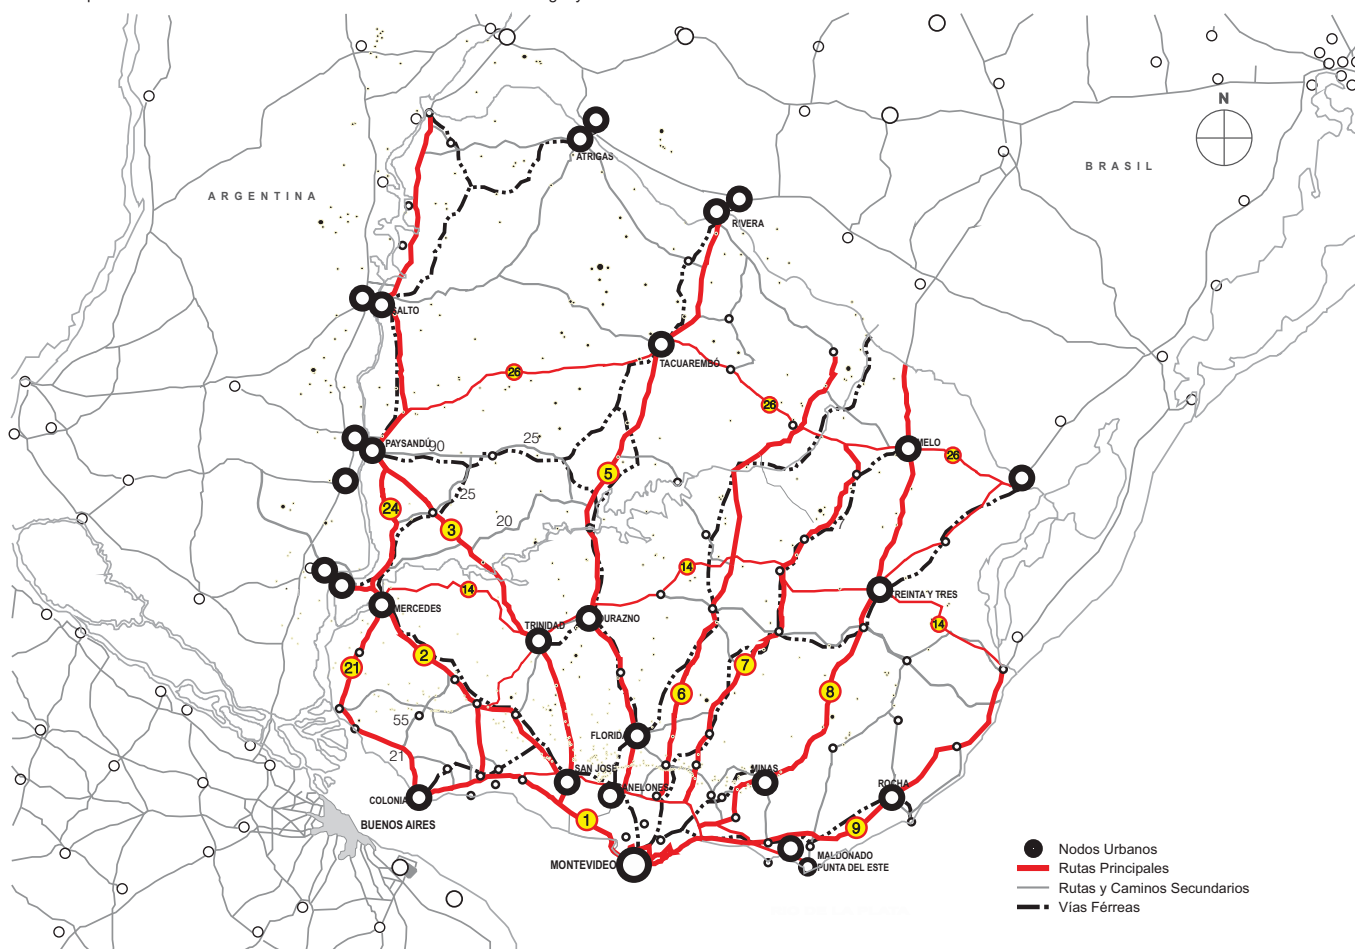 N
BRASIL
ARGENTINA
ATRIGAS
RIVERA
SALTO
TACUAREMBÓ
26
26
PAYSANDÚ
90
25
MELO
26
5
25
24
3
20
14
14
MERCEDES
TREINTA Y TRES
TRINIDAD
DURAZNO
14
2
21
7
6
8
55
FLORIDA
21
SAN JOSÉ
MINAS
ROCHA
COLONIA
CANELONES
1
9
BUENOS AIRES
MONTEVIDEO
MALDONADO
PUNTA DEL ESTE
Nodos Urbanos
Rutas Principales
Rutas y Caminos Secundarios
Vías Férreas